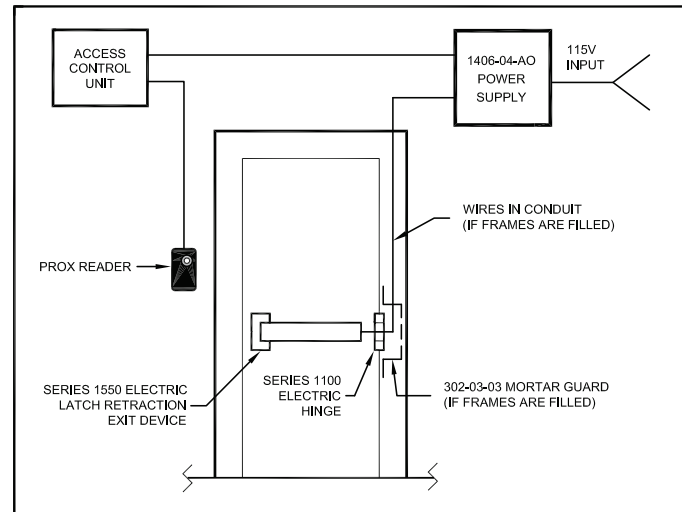 ACCESS
CONTROL
UNIT
1406-04-AO
POWER
SUPPLY
115V
INPUT
WIRES IN CONDUIT
(IF FRAMES ARE FILLED)
PROX READER
SERIES 1550 ELECTRIC
LATCH RETRACTION
EXIT DEVICE
SERIES 1100
ELECTRIC
HINGE
302-03-03 MORTAR GUARD
(IF FRAMES ARE FILLED)